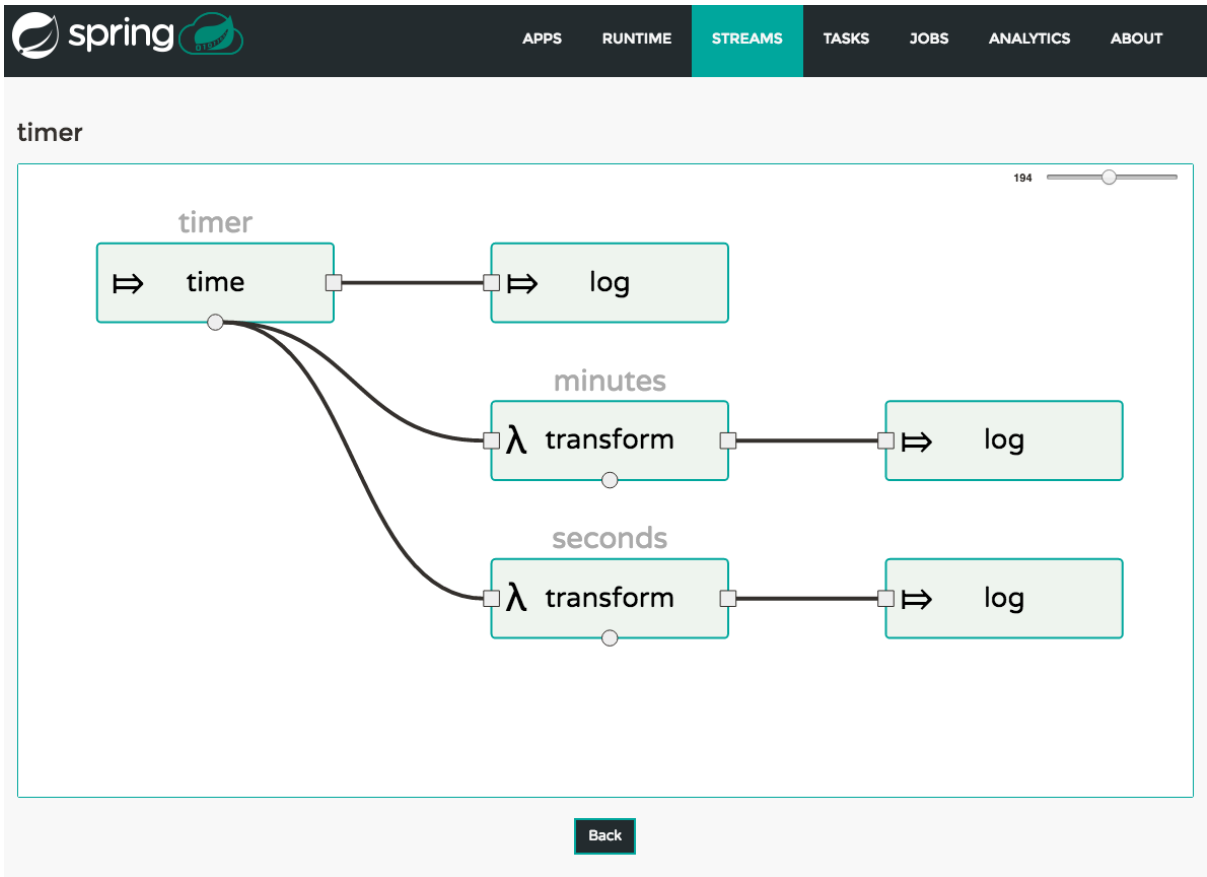 spring
APPS RUNTIME STREAMS TASKS JOBS ANALYTICS ABOUT
timer
194
timer
time log
minutes
λ transform log
seconds
λ transform log
Back